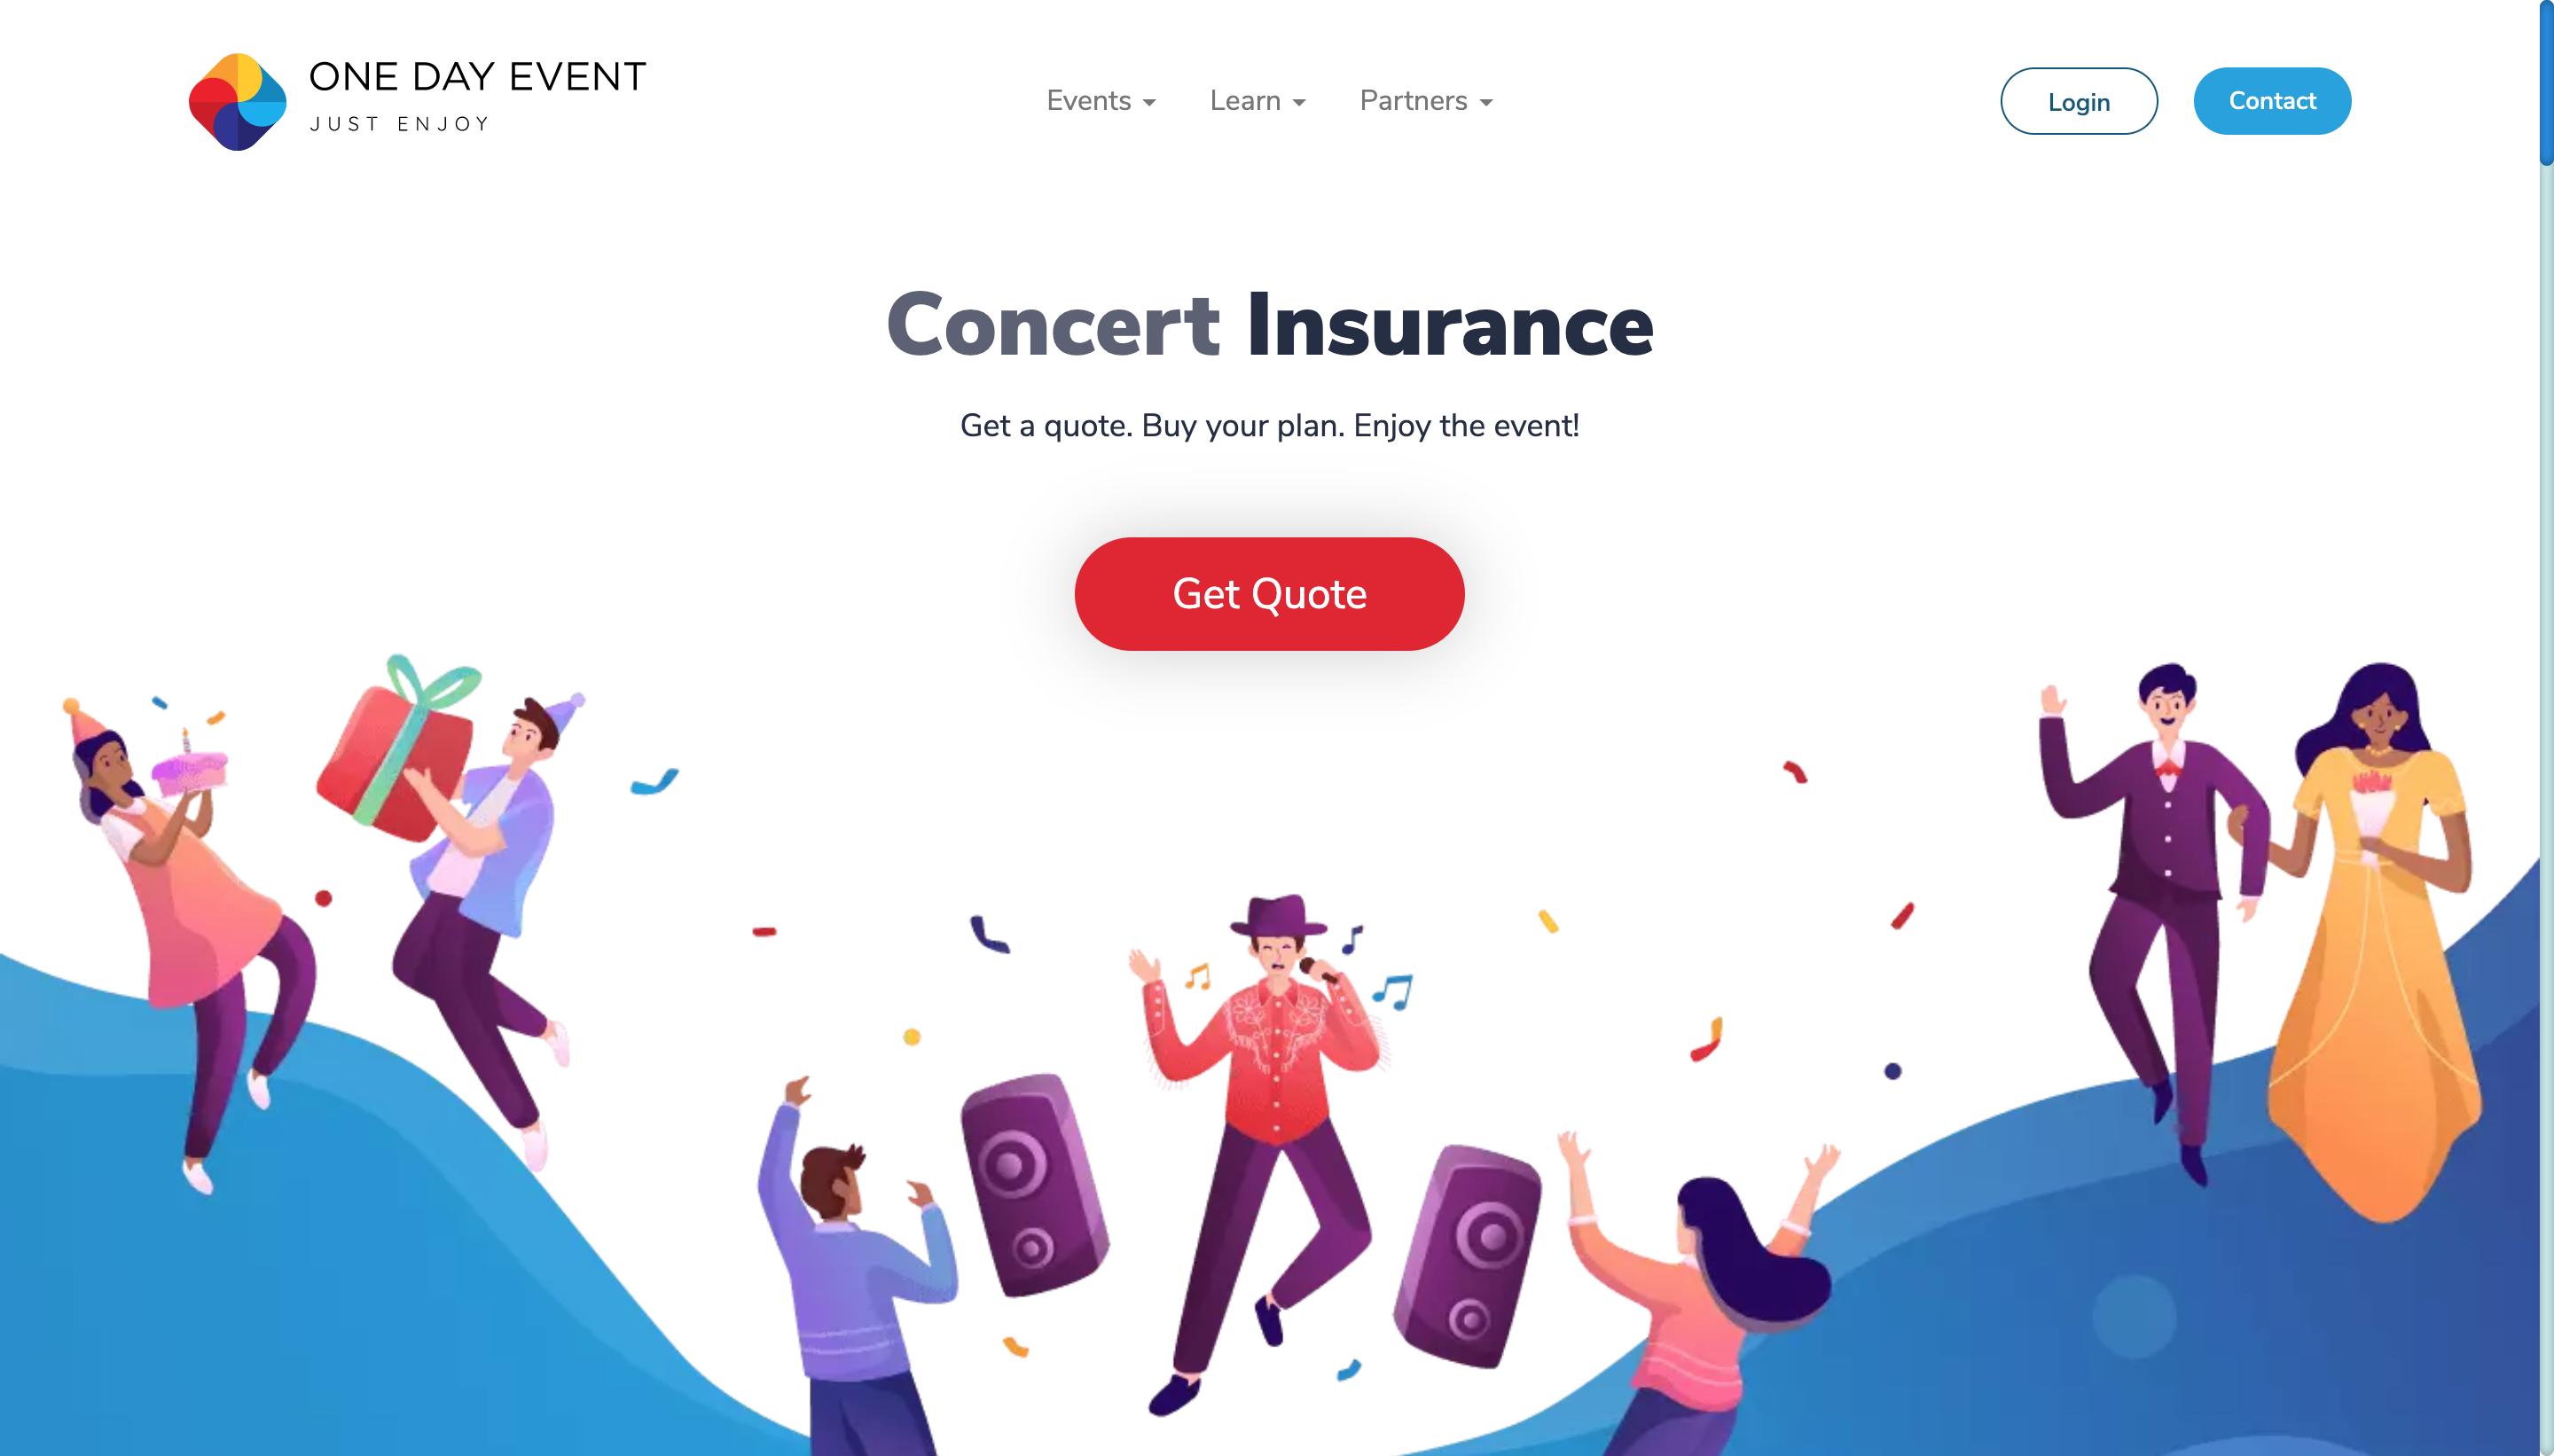 ONE DAY EVENT
JUST ENJOY
Events
Learn
Partners
Login
Contact
Concert Insurance
Get a quote. Buy your plan. Enjoy the event!
Get Quote